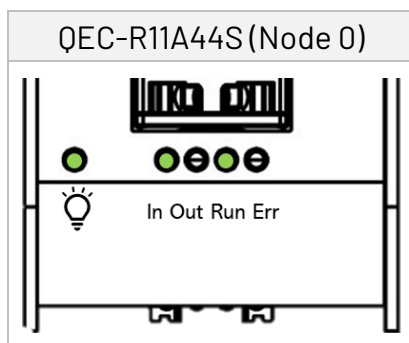 QEC-R11A44S (Node 0)
In Out Run Err